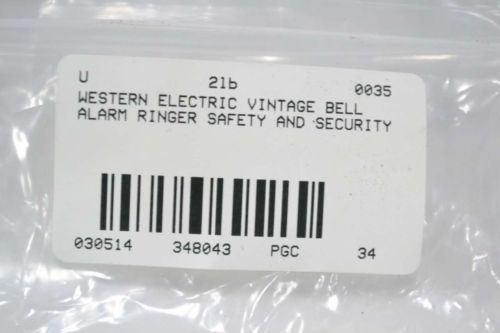 U 21b 0035
WESTERN ELECTRIC VINTAGE BELL
ALARM RINGER SAFETY AND SECURITY
030514 348043 PGC 34